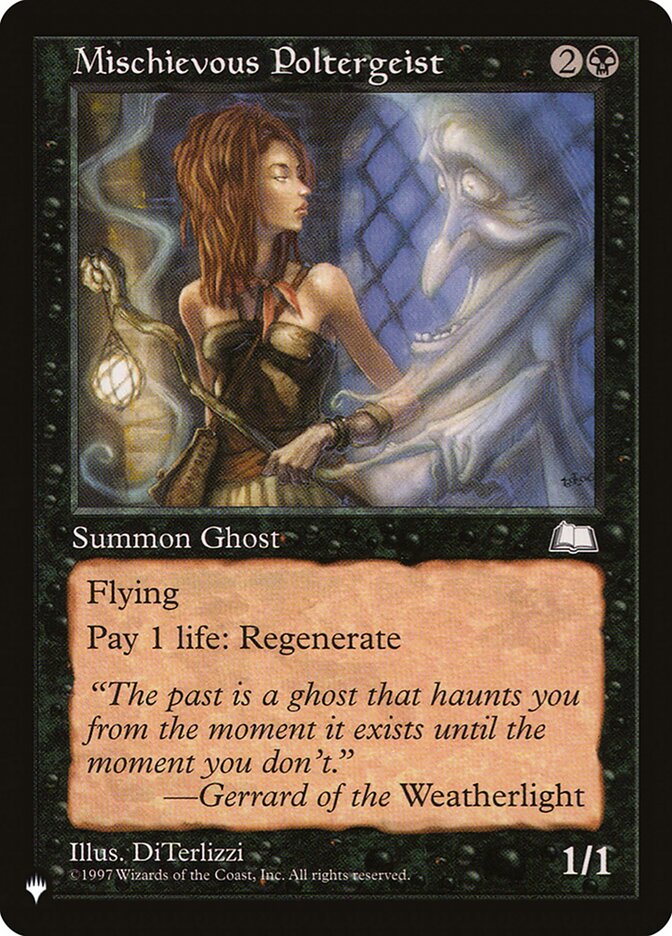 Mischievous Poltergeist 2
Summon Ghost
Flying
Pay 1 life: Regenerate
“The past is a ghost that haunts you
from the moment it exists until the
moment you don’t.”
—Gerrard of the Weatherlight
Illus. DiTerlizzi
©1997 Wizards of the Coast, Inc. All rights reserved.
1/1